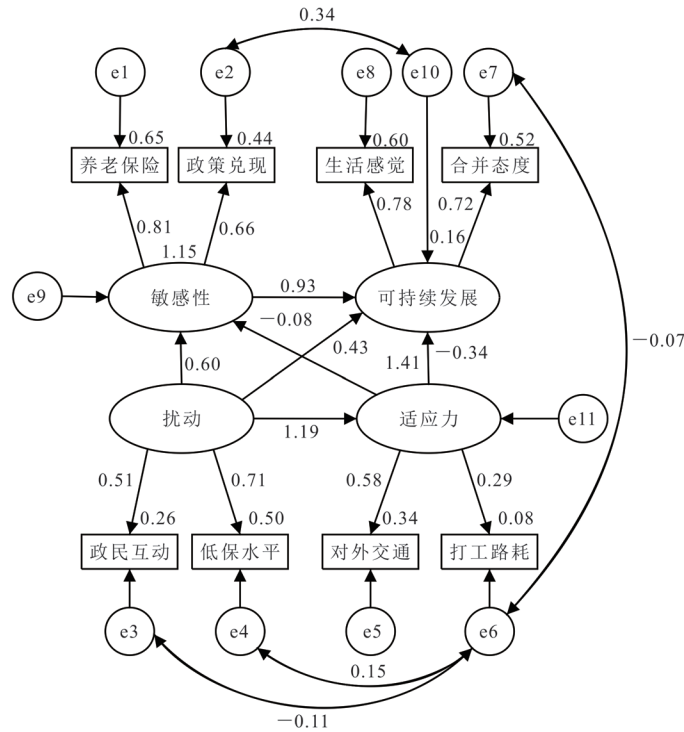 0.34
e1
e2
e8
e10
e7
0.65
0.44
0.60
0.52
养老保险
政策兑现
生活感觉
合并态度
0.81
0.66
0.78
0.72
1.15
0.16
e9
敏感性
0.93
可持续发展
−0.08
0.43
−0.34
−0.07
0.60
1.41
扰动
1.19
适应力
e11
0.51
0.71
0.58
0.29
0.26
0.50
0.34
0.08
政民互动
低保水平
对外交通
打工路耗
e3
e4
e5
e6
0.15
−0.11